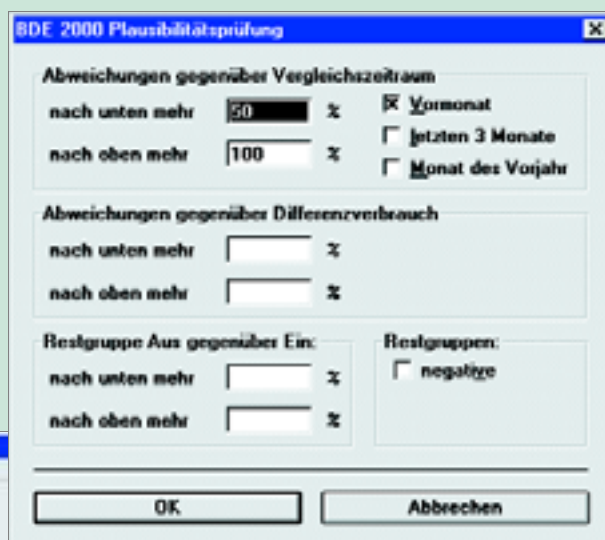 BDE 2000 Plausibilitätsprüfung
Abweichungen gegenüber Vergleichszeitraum
nach unten mehr 50 % Vormonat
letzten 3 Monate
nach oben mehr 100 %
Monat des Vorjahr
Abweichungen gegenüber Differenzverbrauch
nach unten mehr %
nach oben mehr %
Restgruppe Aus gegenüber Ein:
nach unten mehr %
nach oben mehr %
Restgruppen:
negative
OK Abbrechen